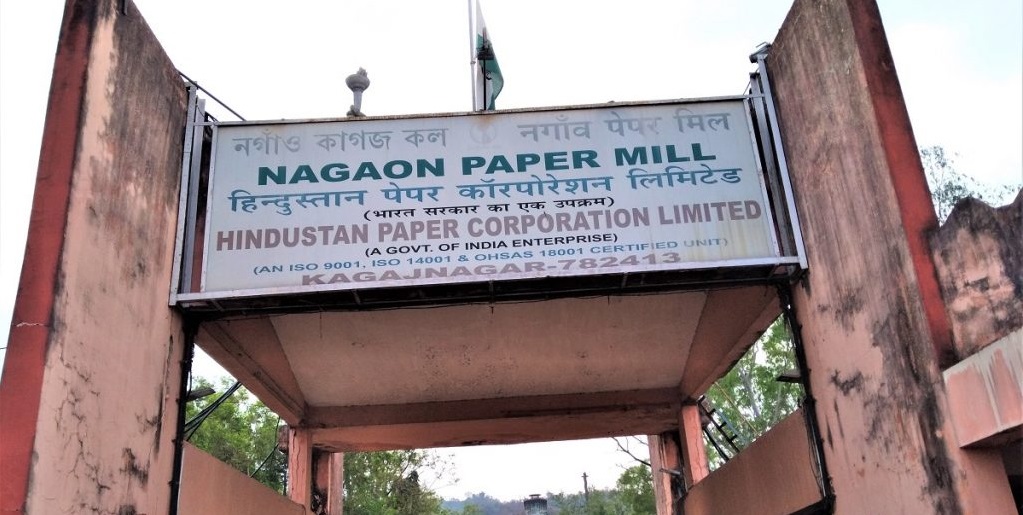 নগাঁও কাগজ কল नगाँव पेपर मिल
NAGAON PAPER MILL
हिन्दुस्तान पेपर कॉरपोरेशन लिमिटेड
(भारत सरकार का एक उपक्रम)
HINDUSTAN PAPER CORPORATION LIMITED
(A GOVT. OF INDIA ENTERPRISE)
(AN ISO 9001, ISO 14001 & OHSAS 18001 CERTIFIED UNIT)
KAGAJNAGAR-782413